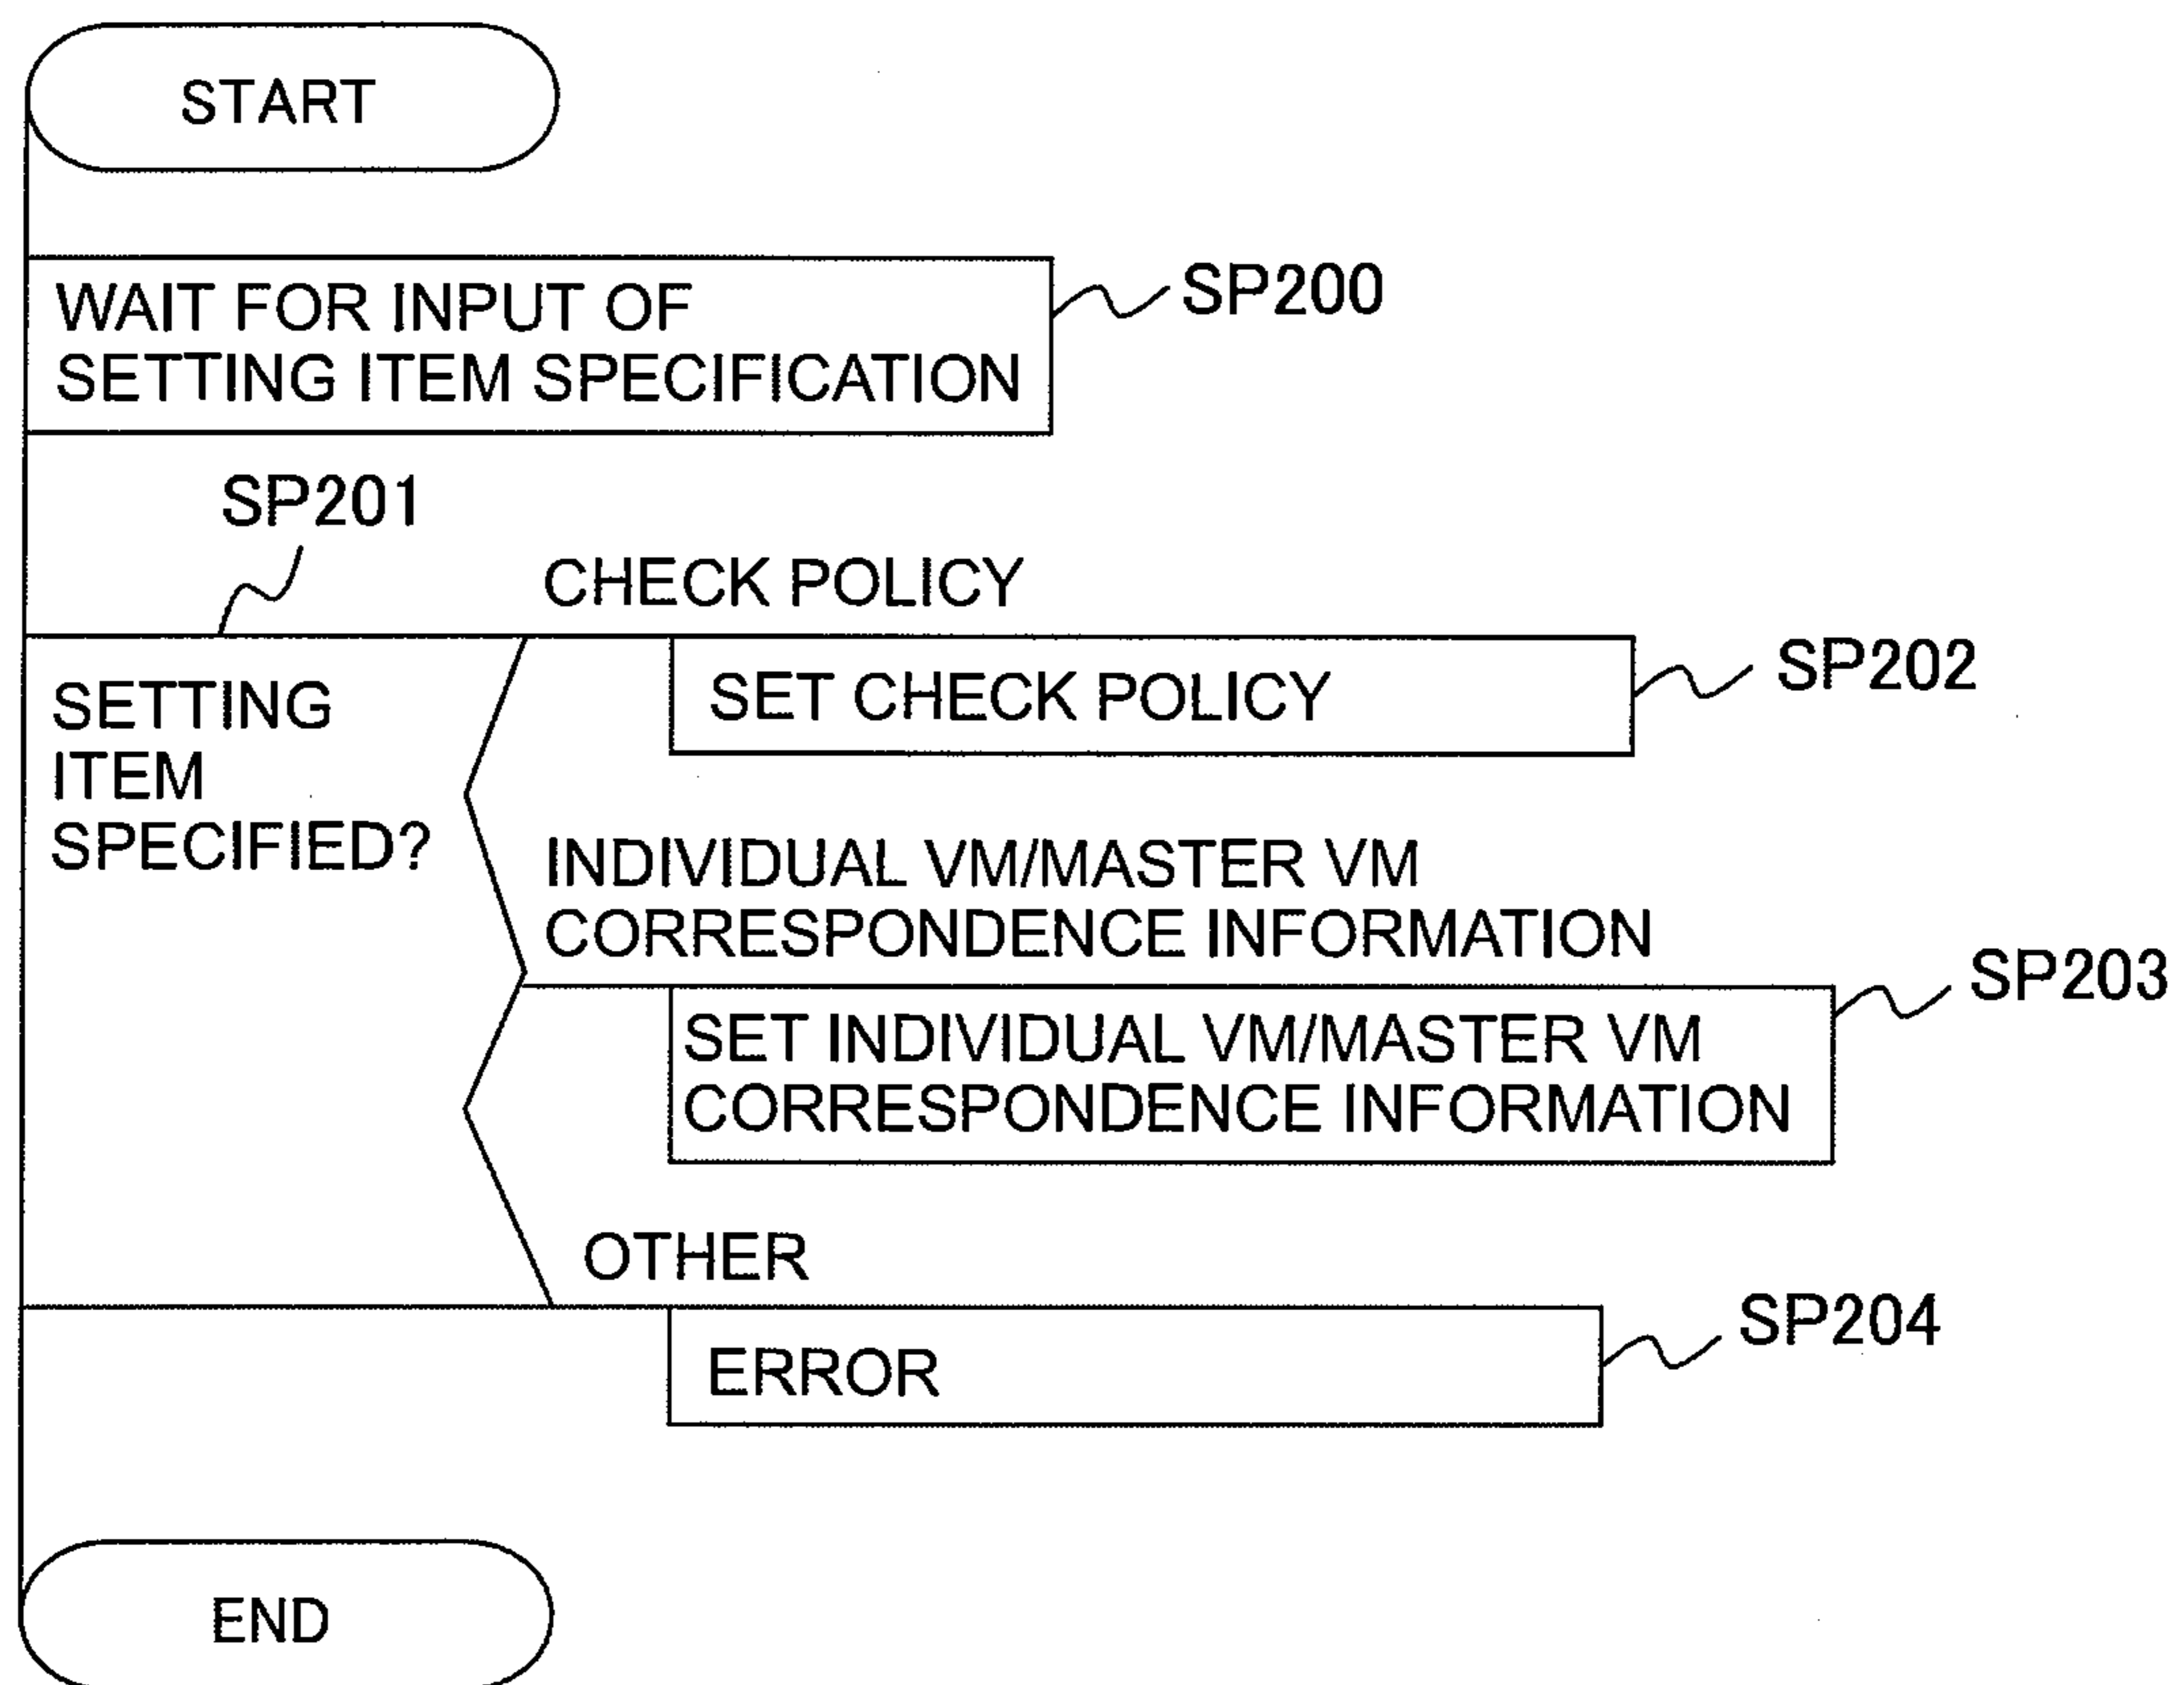 START
WAIT FOR INPUT OF
SETTING ITEM SPECIFICATION
SP200
SP201
CHECK POLICY
SETTING
ITEM
SPECIFIED?
SET CHECK POLICY
SP202
INDIVIDUAL VM/MASTER VM
CORRESPONDENCE INFORMATION
SP203
SET INDIVIDUAL VM/MASTER VM
CORRESPONDENCE INFORMATION
OTHER
SP204
ERROR
END